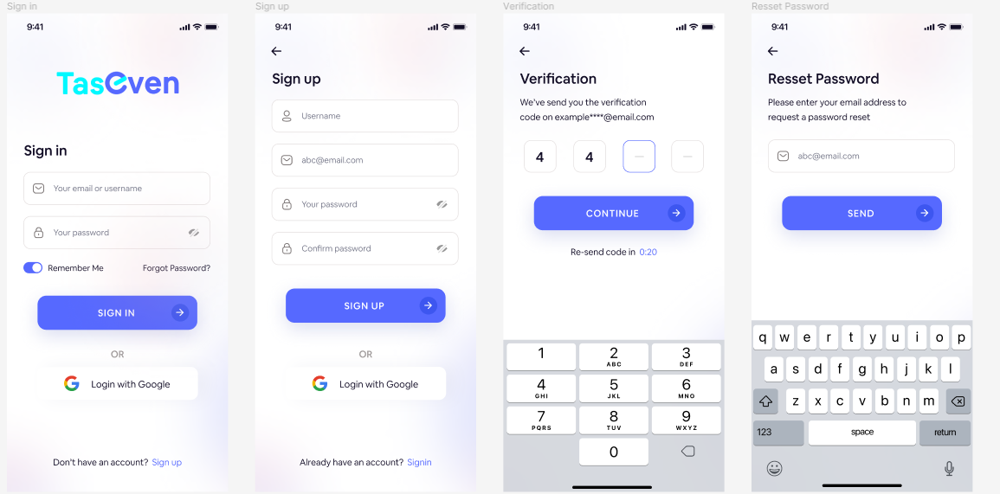 Sign in
9:41
TasEven
Sign in
Your email or username
Your password
Remember Me
Forgot Password?
SIGN IN
OR
Login with Google
Don't have an account? Sign up
Sign up
9:41
Sign up
Username
abc@email.com
Your password
Confirm password
SIGN UP
OR
Login with Google
Already have an account? Signin
Verification
9:41
Verification
We've send you the verification
code on example****@email.com
4 4 – –
CONTINUE
Re-send code in 0:20
1 2 3
ABC DEF
4 5 6
GHI JKL MNO
7 8 9
PQRS TUV WXYZ
0
Resset Password
9:41
Resset Password
Please enter your email address to
request a password reset
abc@email.com
SEND
q w e r t y u i o p
a s d f g h j k l
z x c v b n m
123 space return